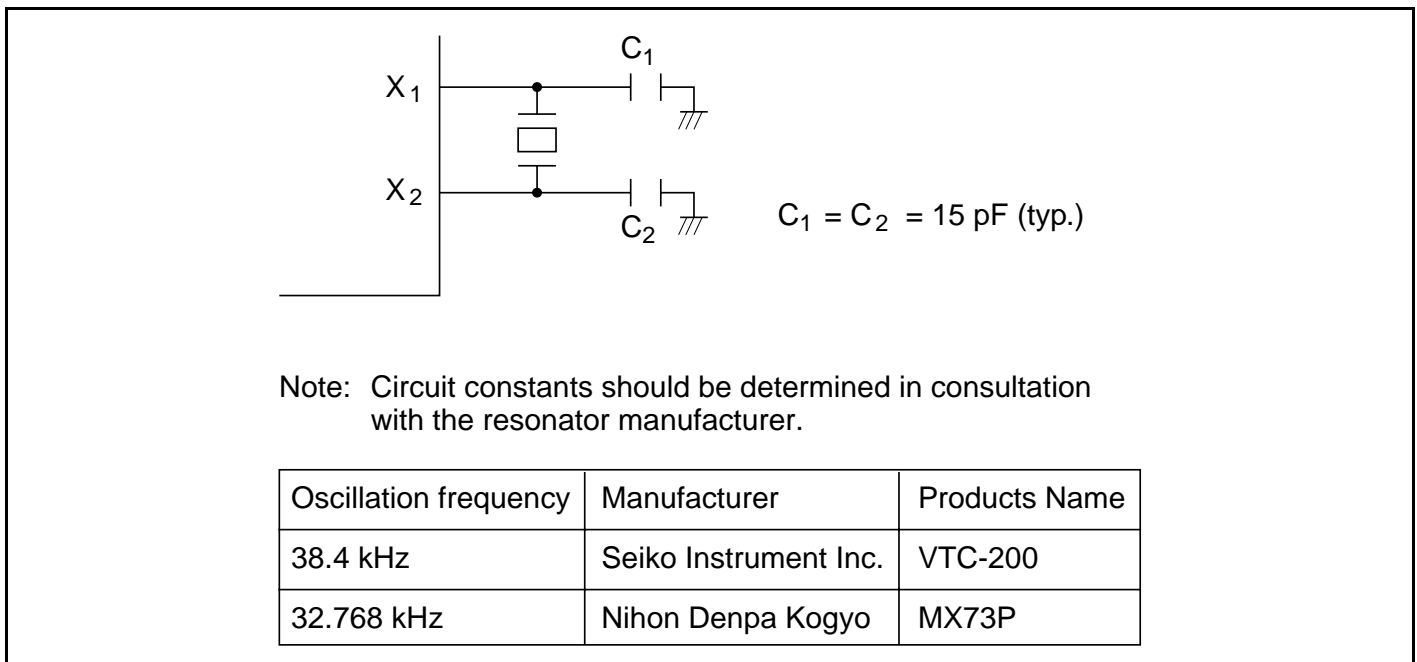 C1
X1
X2
C2
C1 = C2 = 15 pF (typ.)
Note: Circuit constants should be determined in consultation
with the resonator manufacturer.
Oscillation frequency Manufacturer Products Name
38.4 kHz Seiko Instrument Inc. VTC-200
32.768 kHz Nihon Denpa Kogyo MX73P